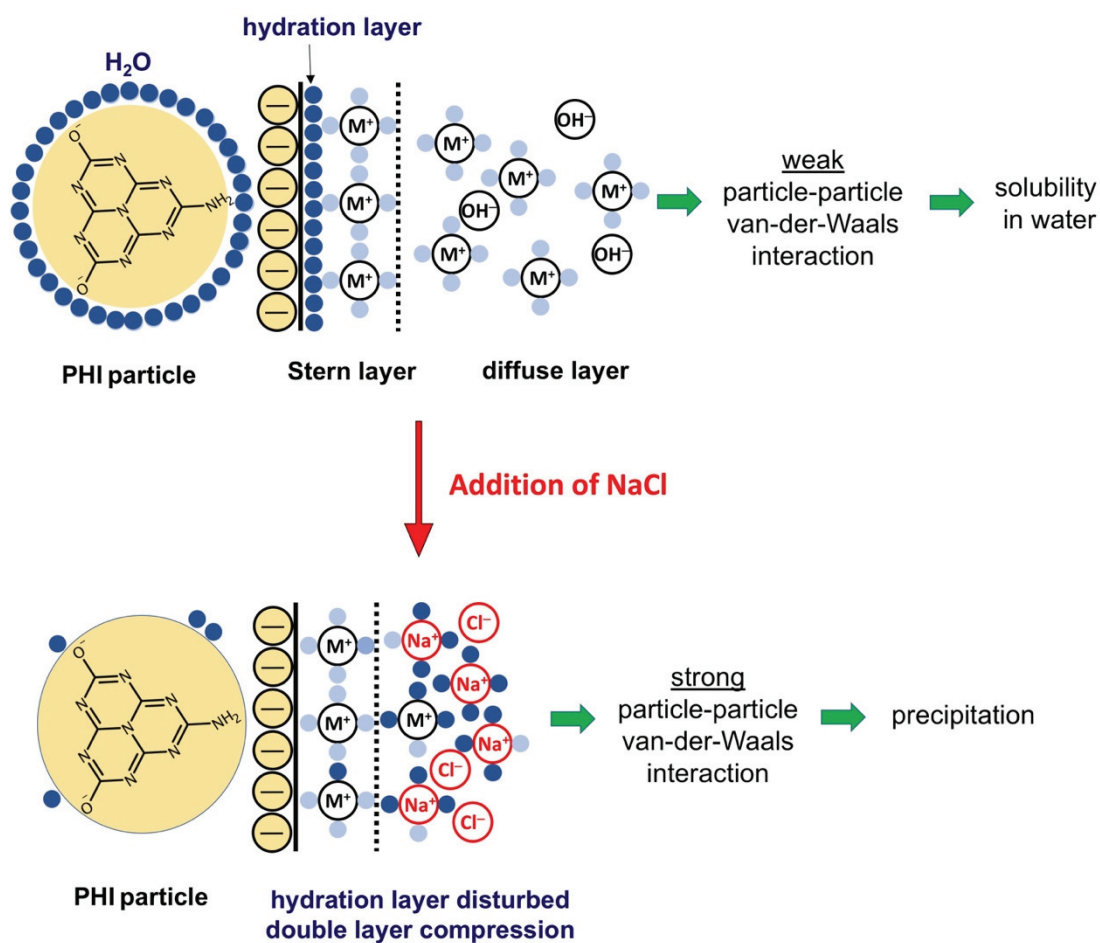 hydration layer
H₂O
O⁻
N
N
N
N
N
N
N
NH₂
O⁻
−
−
−
−
−
−
M⁺
M⁺
M⁺
M⁺
M⁺
M⁺
M⁺
M⁺
OH⁻
OH⁻
OH⁻
weak
particle-particle
van-der-Waals
interaction
solubility
in water
PHI particle
Stern layer
diffuse layer
Addition of NaCl
O⁻
N
N
N
N
N
N
N
NH₂
O⁻
−
−
−
−
−
−
M⁺
M⁺
M⁺
Na⁺
Cl⁻
Na⁺
M⁺
Na⁺
Cl⁻
Na⁺
Cl⁻
strong
particle-particle
van-der-Waals
interaction
precipitation
PHI particle
hydration layer disturbed
double layer compression